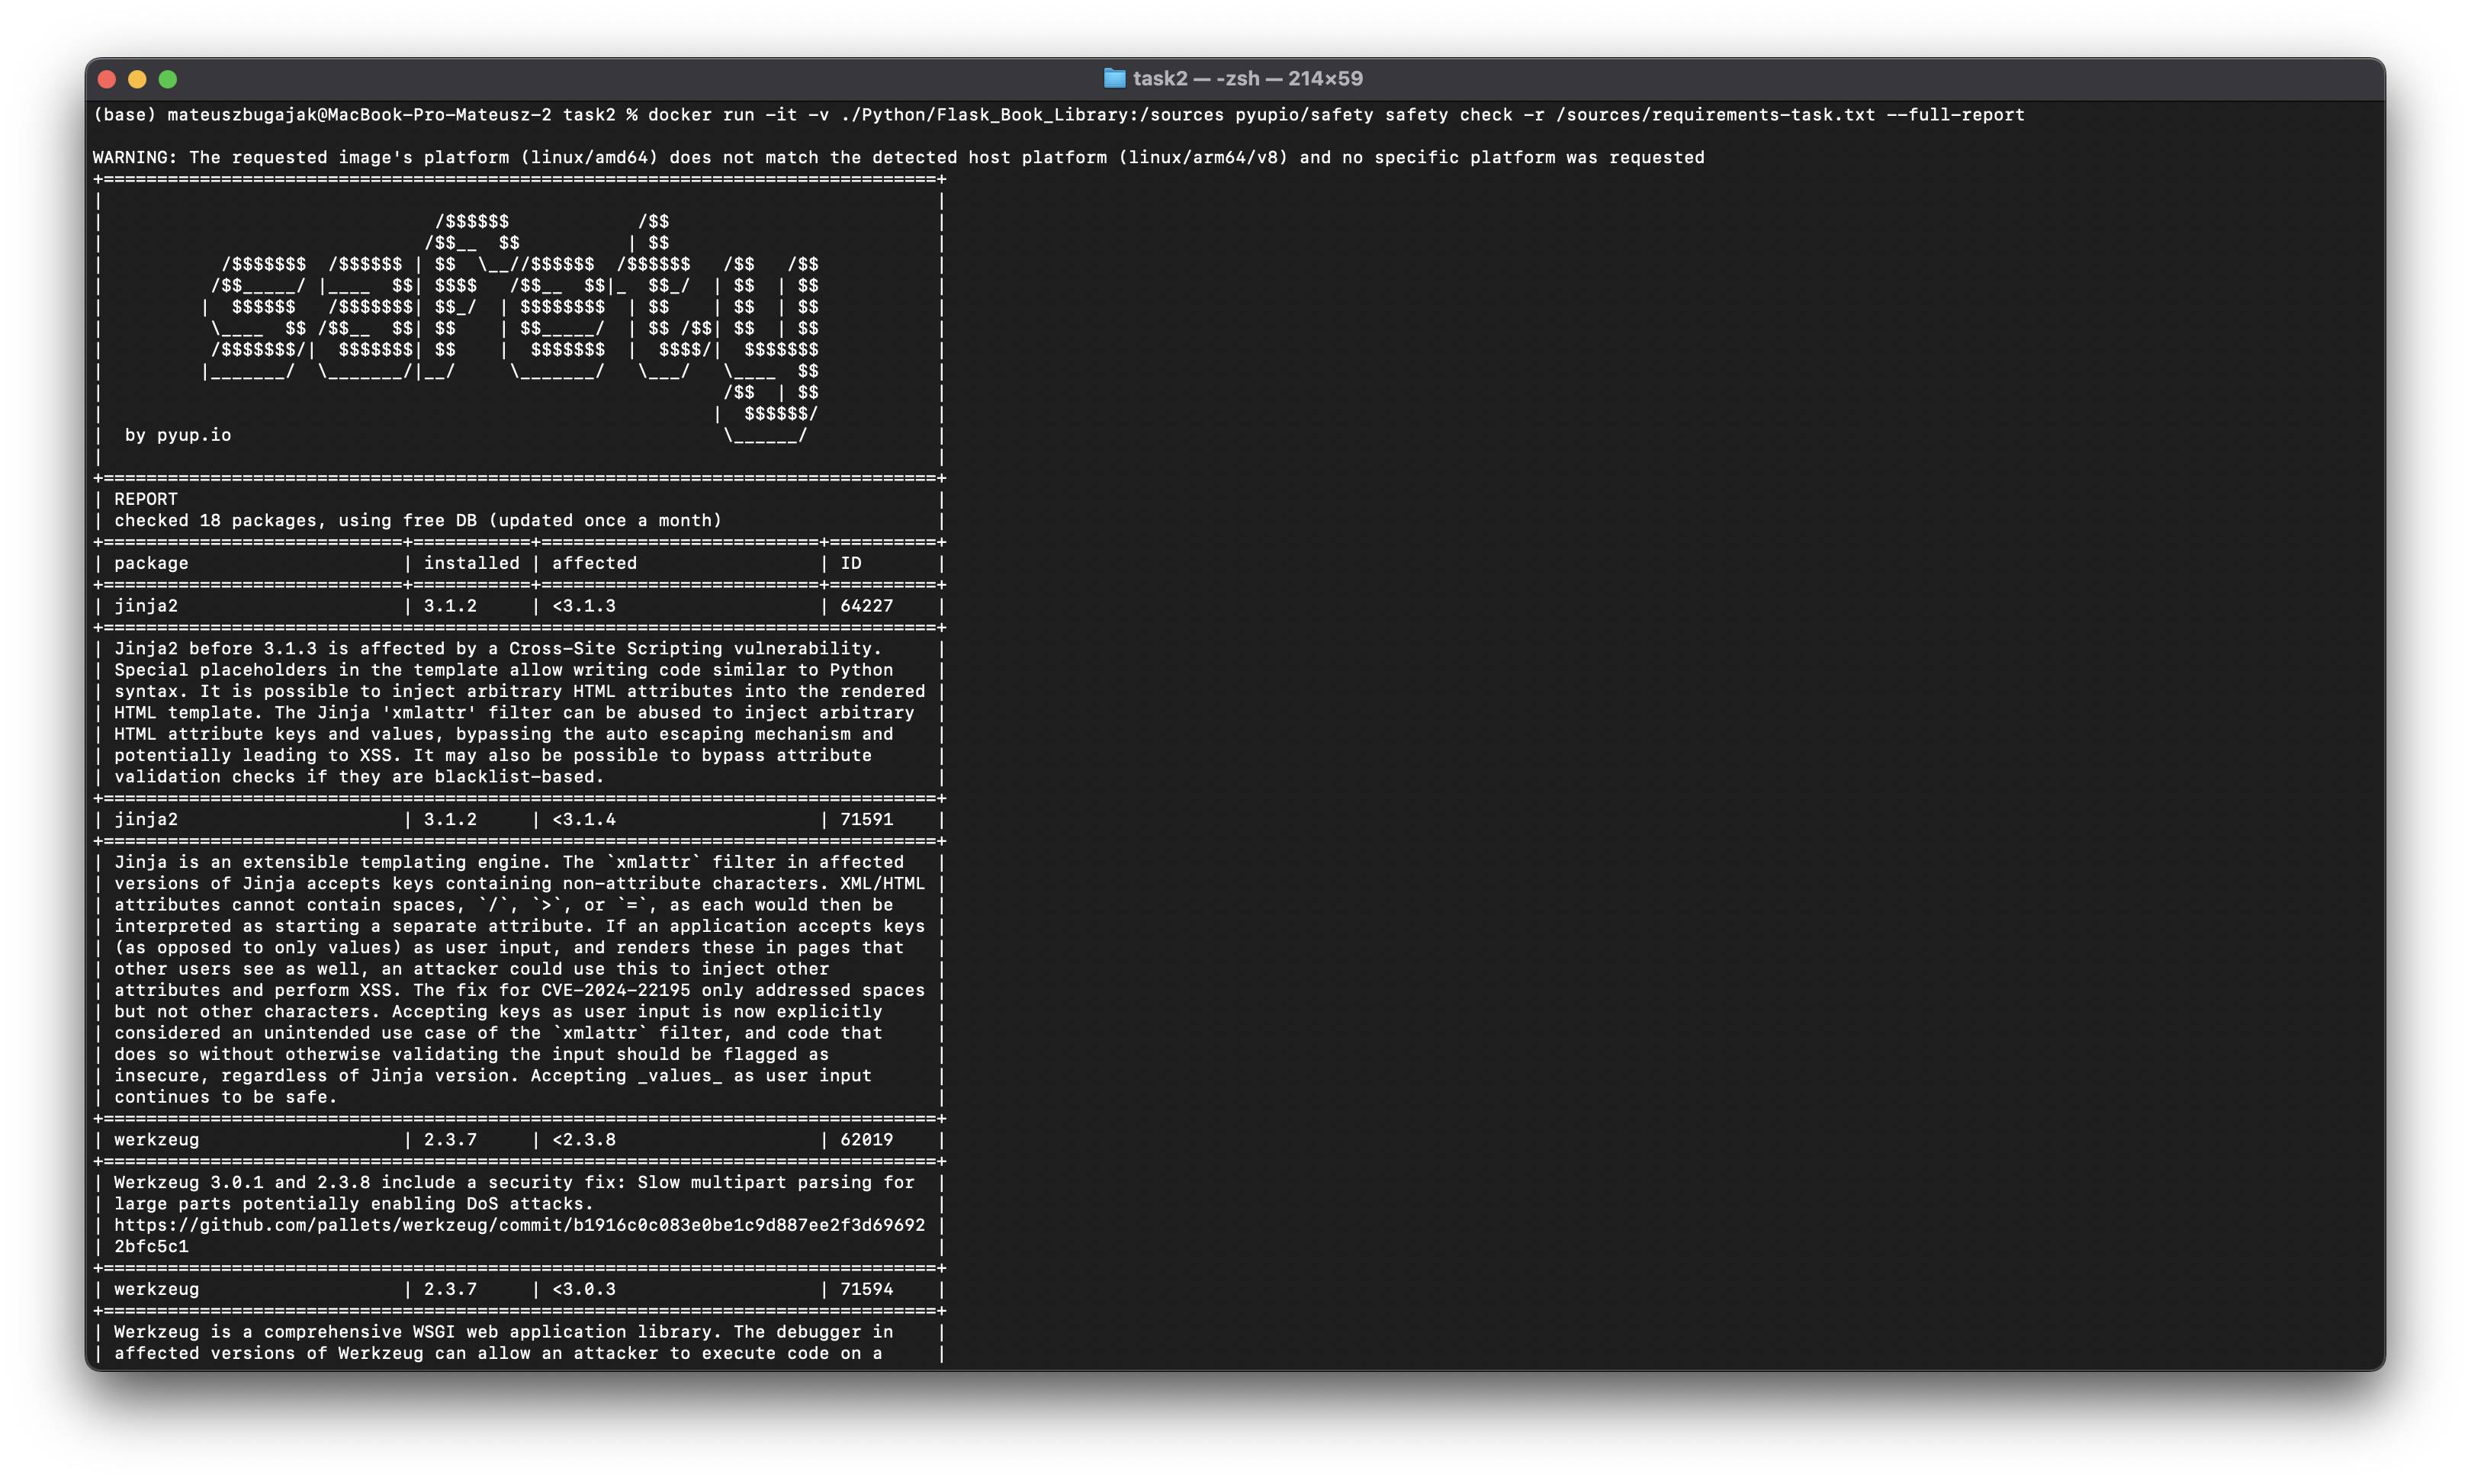 task2 — -zsh — 214×59
(base) mateuszbugajak@MacBook-Pro-Mateusz-2 task2 % docker run -it -v ./Python/Flask_Book_Library:/sources pyupio/safety safety check -r /sources/requirements-task.txt --full-report
WARNING: The requested image's platform (linux/amd64) does not match the detected host platform (linux/arm64/v8) and no specific platform was requested
+==============================================================================+
|                                                                              |
|                               /$$$$$$            /$$                         |
|                              /$$__  $$          | $$                         |
|           /$$$$$$$  /$$$$$$ | $$  \__//$$$$$$  /$$$$$$   /$$   /$$           |
|          /$$_____/ |____  $$| $$$$   /$$__  $$|_  $$_/  | $$  | $$           |
|         |  $$$$$$   /$$$$$$$| $$_/  | $$$$$$$$  | $$    | $$  | $$           |
|          \____  $$ /$$__  $$| $$    | $$_____/  | $$ /$$| $$  | $$           |
|          /$$$$$$$/|  $$$$$$$| $$    |  $$$$$$$  |  $$$$/|  $$$$$$$           |
|         |_______/  \_______/|__/     \_______/   \___/   \____  $$           |
|                                                          /$$  | $$           |
|                                                         |  $$$$$$/           |
|  by pyup.io                                              \______/            |
|                                                                              |
+==============================================================================+
| REPORT                                                                       |
| checked 18 packages, using free DB (updated once a month)                    |
+============================+===========+==========================+==========+
| package                    | installed | affected                 | ID       |
+============================+===========+==========================+==========+
| jinja2                     | 3.1.2     | <3.1.3                   | 64227    |
+==============================================================================+
| Jinja2 before 3.1.3 is affected by a Cross-Site Scripting vulnerability.     |
| Special placeholders in the template allow writing code similar to Python    |
| syntax. It is possible to inject arbitrary HTML attributes into the rendered |
| HTML template. The Jinja 'xmlattr' filter can be abused to inject arbitrary  |
| HTML attribute keys and values, bypassing the auto escaping mechanism and    |
| potentially leading to XSS. It may also be possible to bypass attribute      |
| validation checks if they are blacklist-based.                               |
+==============================================================================+
| jinja2                     | 3.1.2     | <3.1.4                   | 71591    |
+==============================================================================+
| Jinja is an extensible templating engine. The `xmlattr` filter in affected   |
| versions of Jinja accepts keys containing non-attribute characters. XML/HTML |
| attributes cannot contain spaces, `/`, `>`, or `=`, as each would then be    |
| interpreted as starting a separate attribute. If an application accepts keys |
| (as opposed to only values) as user input, and renders these in pages that   |
| other users see as well, an attacker could use this to inject other          |
| attributes and perform XSS. The fix for CVE-2024-22195 only addressed spaces |
| but not other characters. Accepting keys as user input is now explicitly     |
| considered an unintended use case of the `xmlattr` filter, and code that     |
| does so without otherwise validating the input should be flagged as          |
| insecure, regardless of Jinja version. Accepting _values_ as user input      |
| continues to be safe.                                                        |
+==============================================================================+
| werkzeug                   | 2.3.7     | <2.3.8                   | 62019    |
+==============================================================================+
| Werkzeug 3.0.1 and 2.3.8 include a security fix: Slow multipart parsing for  |
| large parts potentially enabling DoS attacks.                                |
| https://github.com/pallets/werkzeug/commit/b1916c0c083e0be1c9d887ee2f3d69692 |
| 2bfc5c1                                                                      |
+==============================================================================+
| werkzeug                   | 2.3.7     | <3.0.3                   | 71594    |
+==============================================================================+
| Werkzeug is a comprehensive WSGI web application library. The debugger in    |
| affected versions of Werkzeug can allow an attacker to execute code on a     |